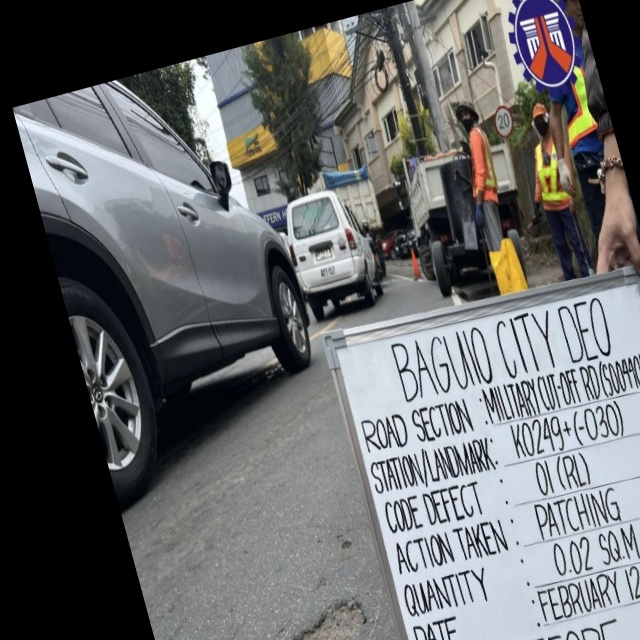 20
BAGUIO CITY DEO
ROAD SECTION : MILITARY CUT-OFF RD (S00440
STATION/LANDMARK: K0249+(-030)
CODE DEFECT : 01 (RL)
ACTION TAKEN : PATCHING
QUANTITY : 0.02 SQ.M
DATE : FEBRUARY 12